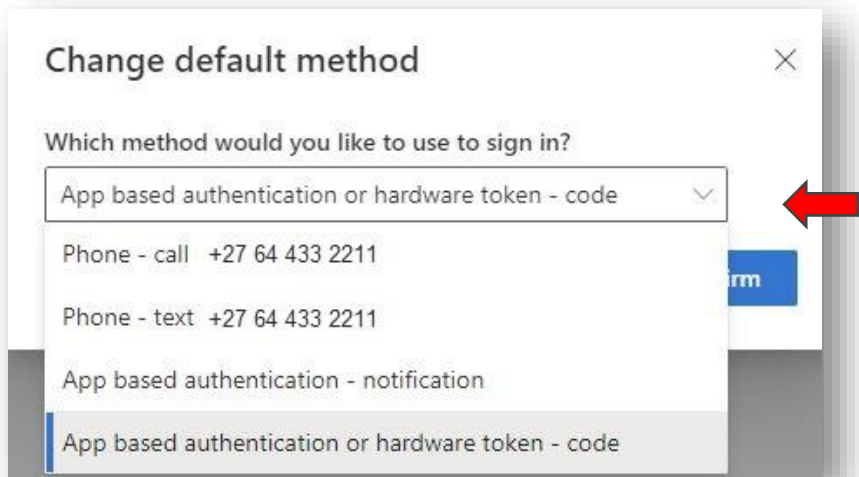 Change default method
Which method would you like to use to sign in?
App based authentication or hardware token - code
Phone - call +27 64 433 2211
irm
Phone - text +27 64 433 2211
App based authentication - notification
App based authentication or hardware token - code